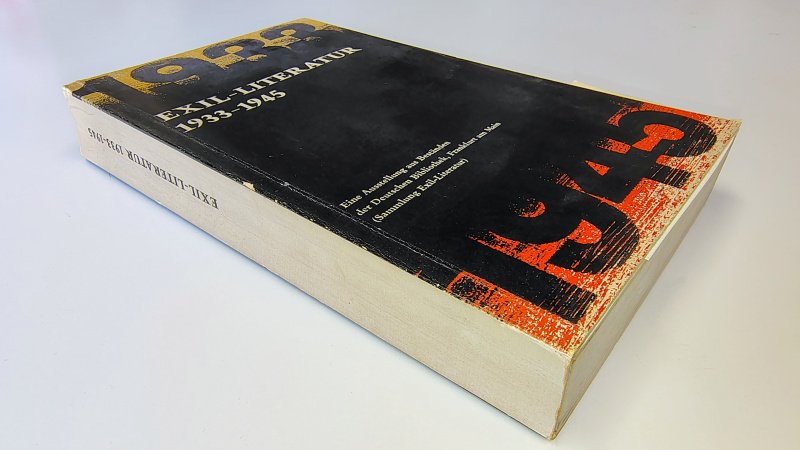 1933
EXIL-LITERATUR
1933-1945
Eine Ausstellung aus Beständen
der Deutschen Bibliothek, Frankfurt am Main
(Sammlung Exil-Literatur)
1945
EXIL-LITERATUR 1933-1945